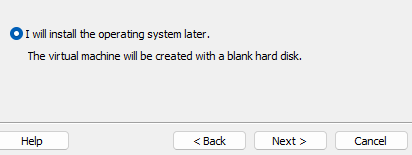 I will install the operating system later.
The virtual machine will be created with a blank hard disk.
Help
< Back
Next >
Cancel